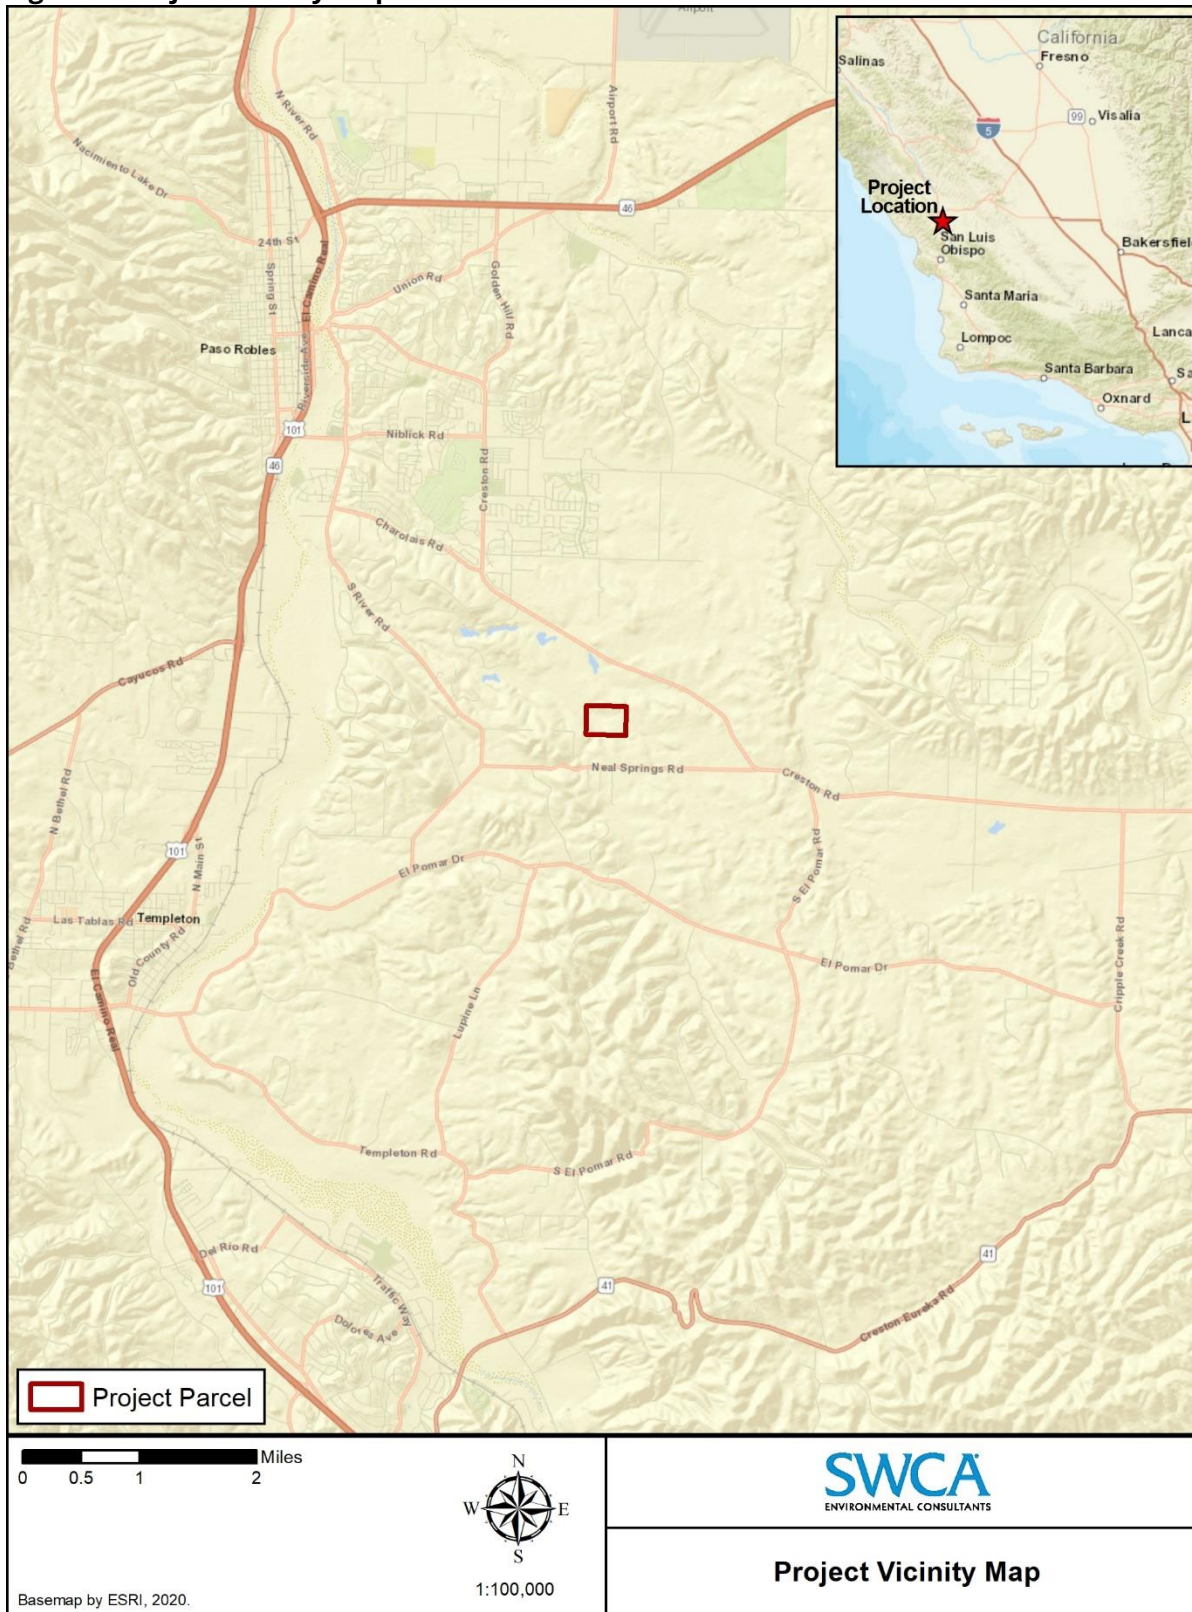 Airport
California
Salinas
Fresno
99
Visalia
5
Project
Location
San Luis
Obispo
Bakersfiel
Santa Maria
Lompoc
Lanca
Santa Barbara
Sa
Oxnard
L
N River Rd
Airport Rd
Nacimiento Lake Dr
46
24th St
El Camino Real
Spring St
Union Rd
Golden Hill Rd
Paso Robles
Riverside Ave
101
Niblick Rd
46
Creston Rd
Charolais Rd
S River Rd
Cayucos Rd
Neal Springs Rd
Creston Rd
N Bethel Rd
N Main St
101
El Pomar Dr
S El Pomar Rd
Las Tablas Rd
Templeton
Bethel Rd
Old County Rd
El Pomar Dr
Cripple Creek Rd
El Camino Real
Lupine Ln
Templeton Rd
S El Pomar Rd
Del Rio Rd
41
101
Traffic Way
41
Dolores Ave
Creston Eureka Rd
Project Parcel
Miles
0 0.5 1 2
N
W E
S
1:100,000
Basemap by ESRI, 2020.
SWCA
ENVIRONMENTAL CONSULTANTS
Project Vicinity Map